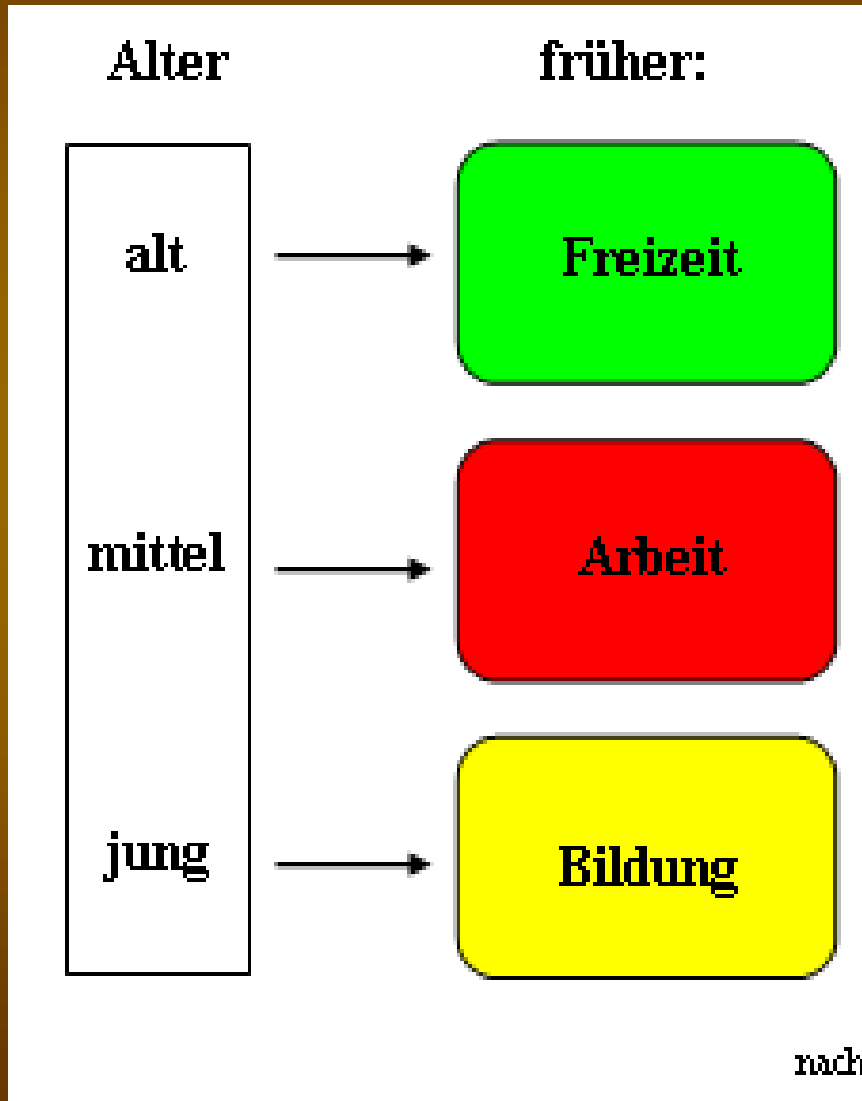 Alter früher:
alt Freizeit
mittel Arbeit
jung Bildung
nach